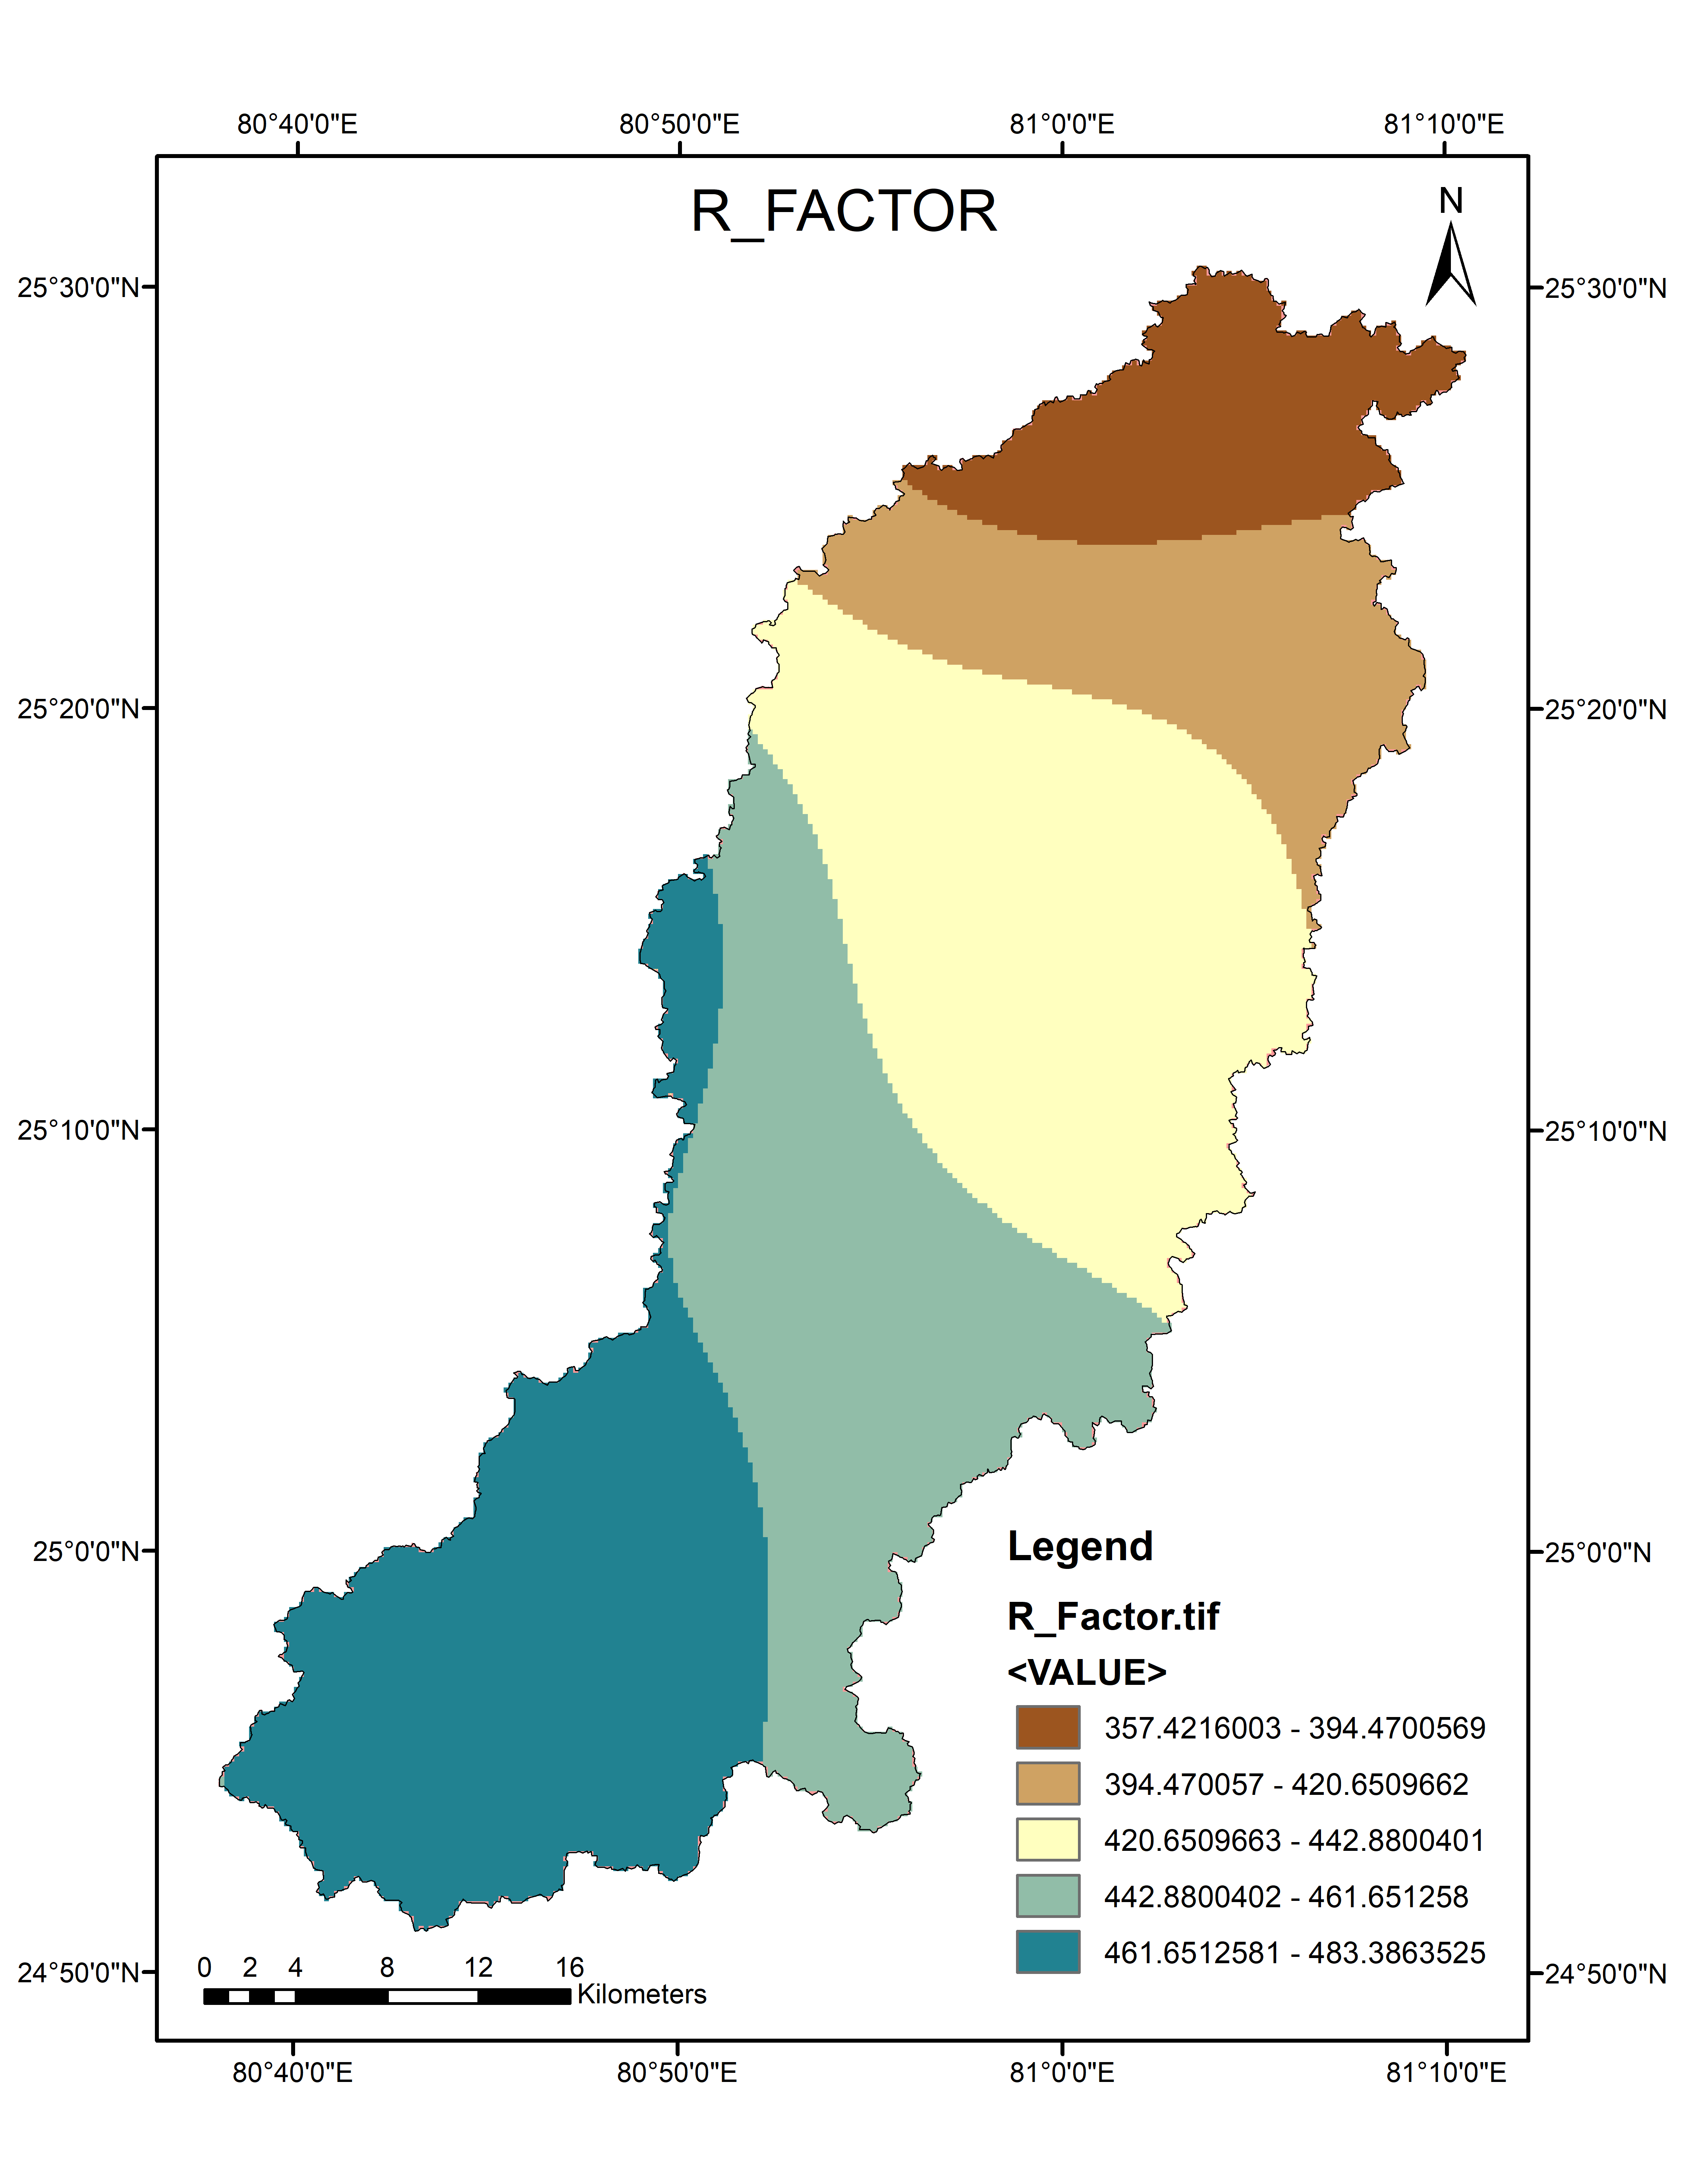 80°40'0"E 80°50'0"E 81°0'0"E 81°10'0"E
R_FACTOR
N
25°30'0"N 25°30'0"N
25°20'0"N 25°20'0"N
25°10'0"N 25°10'0"N
25°0'0"N 25°0'0"N
Legend
R_Factor.tif
<VALUE>
357.4216003 - 394.4700569
394.470057 - 420.6509662
420.6509663 - 442.8800401
442.8800402 - 461.651258
461.6512581 - 483.3863525
24°50'0"N 24°50'0"N
0 2 4 8 12 16
Kilometers
80°40'0"E 80°50'0"E 81°0'0"E 81°10'0"E